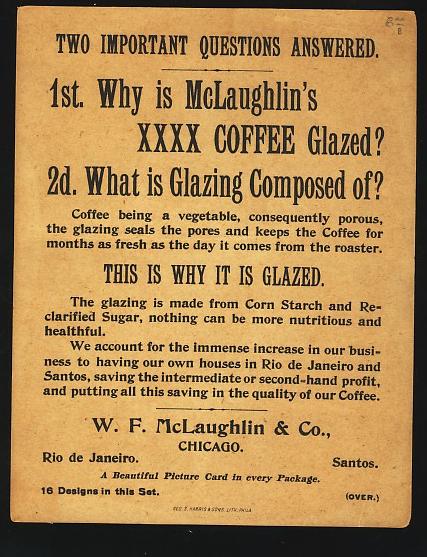 TWO IMPORTANT QUESTIONS ANSWERED.
1st. Why is McLaughlin's
XXXX COFFEE Glazed?
2d. What is Glazing Composed of?
Coffee being a vegetable, consequently porous,
the glazing seals the pores and keeps the Coffee for
months as fresh as the day it comes from the roaster.
THIS IS WHY IT IS GLAZED.
The glazing is made from Corn Starch and Re-
clarified Sugar, nothing can be more nutritious and
healthful.
We account for the immense increase in our busi-
ness to having our own houses in Rio de Janeiro and
Santos, saving the intermediate or second-hand profit,
and putting all this saving in the quality of our Coffee.
W. F. McLaughlin & Co.,
CHICAGO.
Rio de Janeiro. Santos.
A Beautiful Picture Card in every Package.
16 Designs in this Set. (OVER.)
GEO. S. HARRIS & SONS, LITH. PHILA.